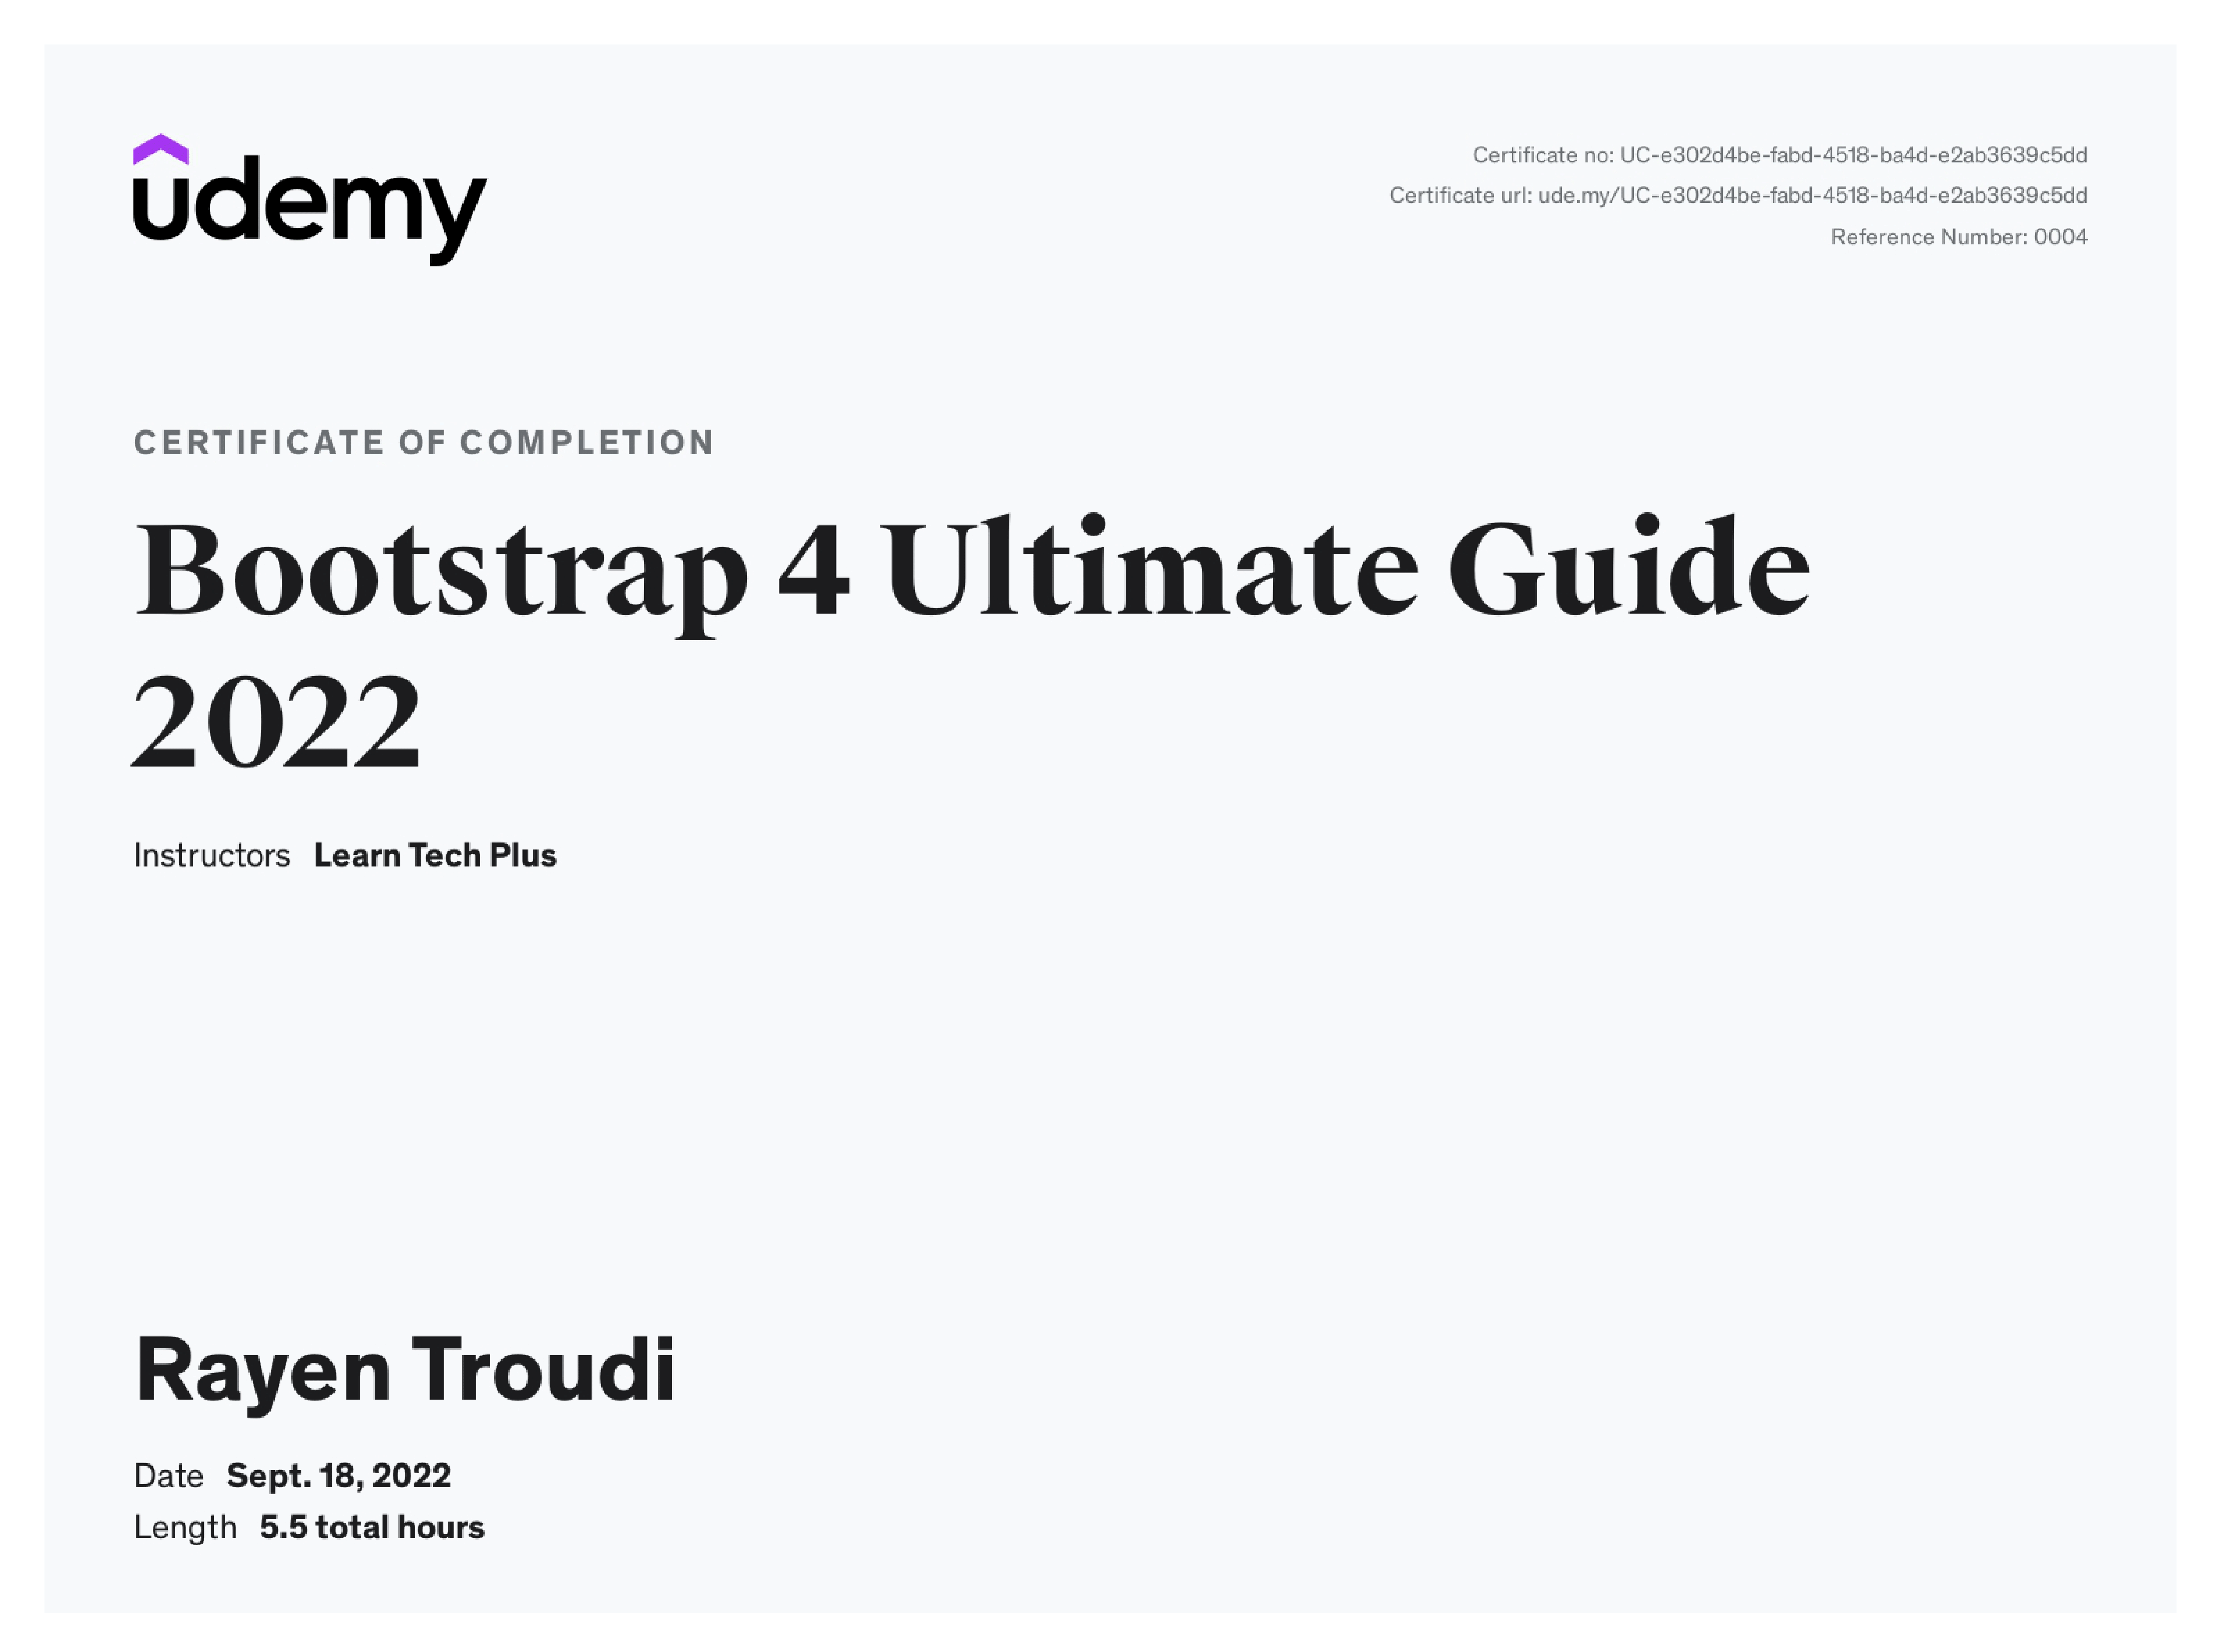 udemy
Certificate no: UC-e302d4be-fabd-4518-ba4d-e2ab3639c5dd
Certificate url: ude.my/UC-e302d4be-fabd-4518-ba4d-e2ab3639c5dd
Reference Number: 0004
CERTIFICATE OF COMPLETION
Bootstrap 4 Ultimate Guide
2022
Instructors Learn Tech Plus
Rayen Troudi
Date Sept. 18, 2022
Length 5.5 total hours